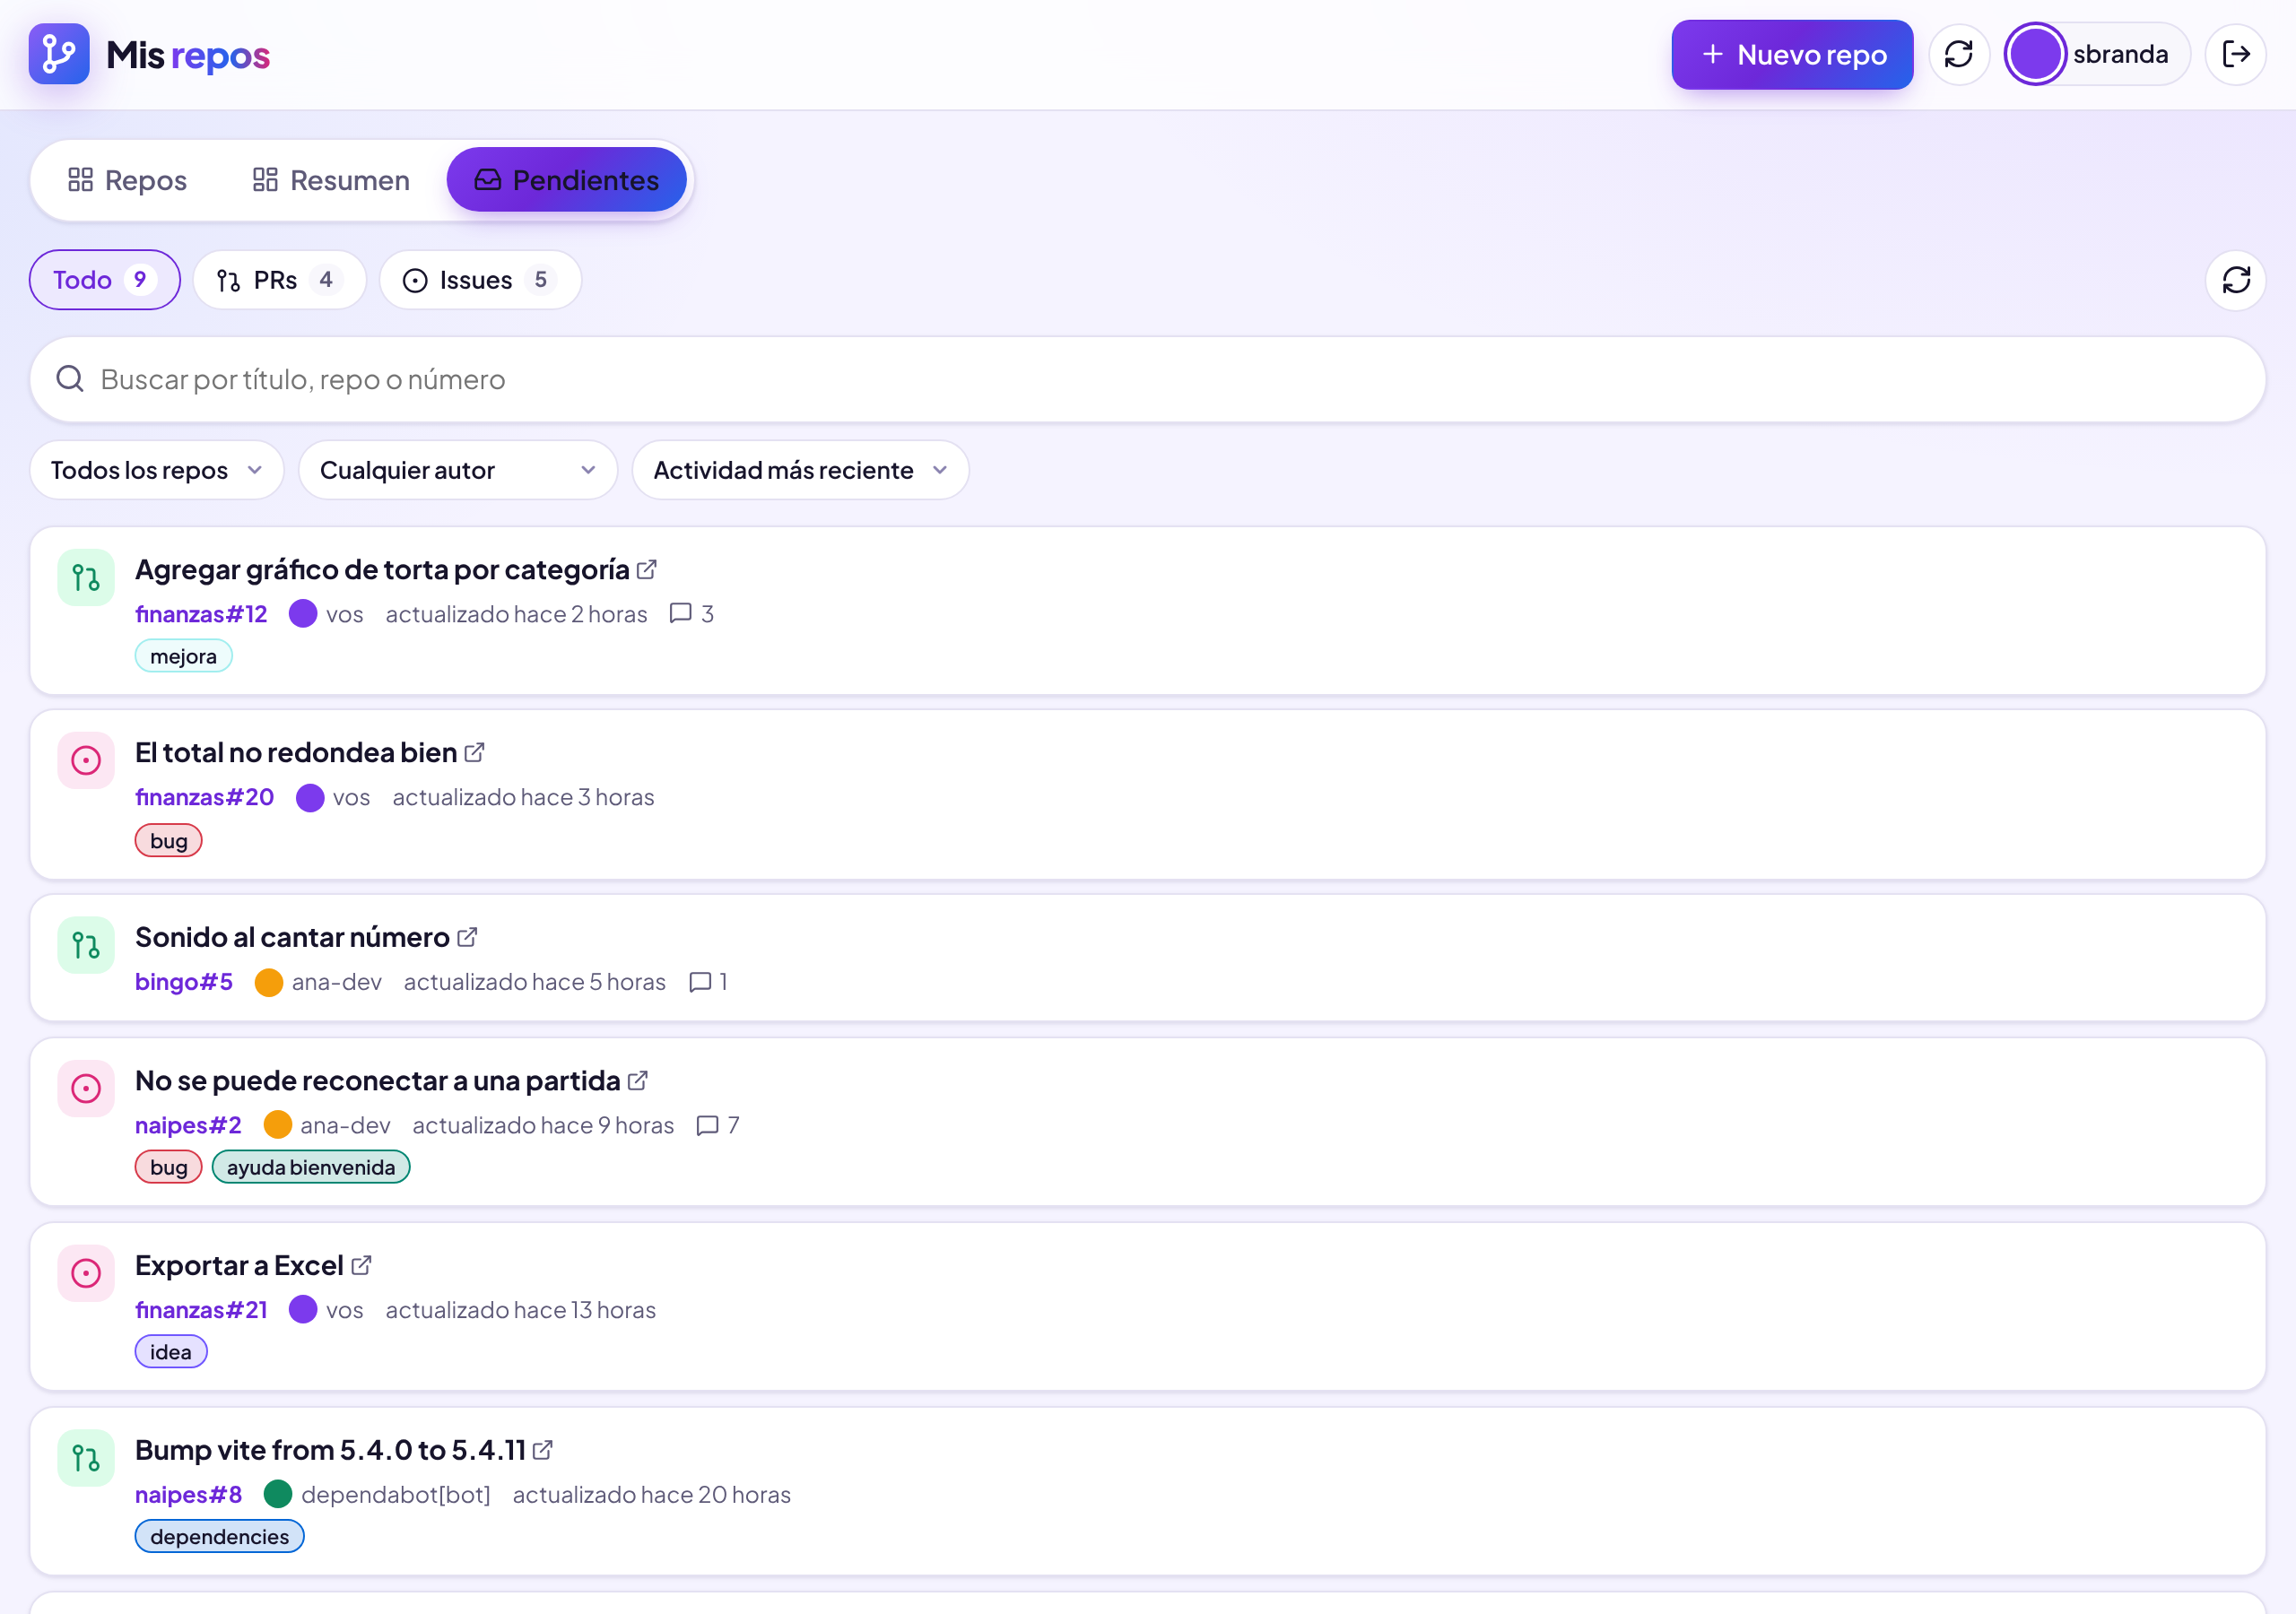 Mis repos
Nuevo repo
sbranda
Repos
Resumen
Pendientes
Todo 9
PRs 4
Issues 5
Buscar por título, repo o número
Todos los repos
Cualquier autor
Actividad más reciente
Agregar gráfico de torta por categoría
finanzas#12 vos actualizado hace 2 horas 3
mejora
El total no redondea bien
finanzas#20 vos actualizado hace 3 horas
bug
Sonido al cantar número
bingo#5 ana-dev actualizado hace 5 horas 1
No se puede reconectar a una partida
naipes#2 ana-dev actualizado hace 9 horas 7
bug ayuda bienvenida
Exportar a Excel
finanzas#21 vos actualizado hace 13 horas
idea
Bump vite from 5.4.0 to 5.4.11
naipes#8 dependabot[bot] actualizado hace 20 horas
dependencies